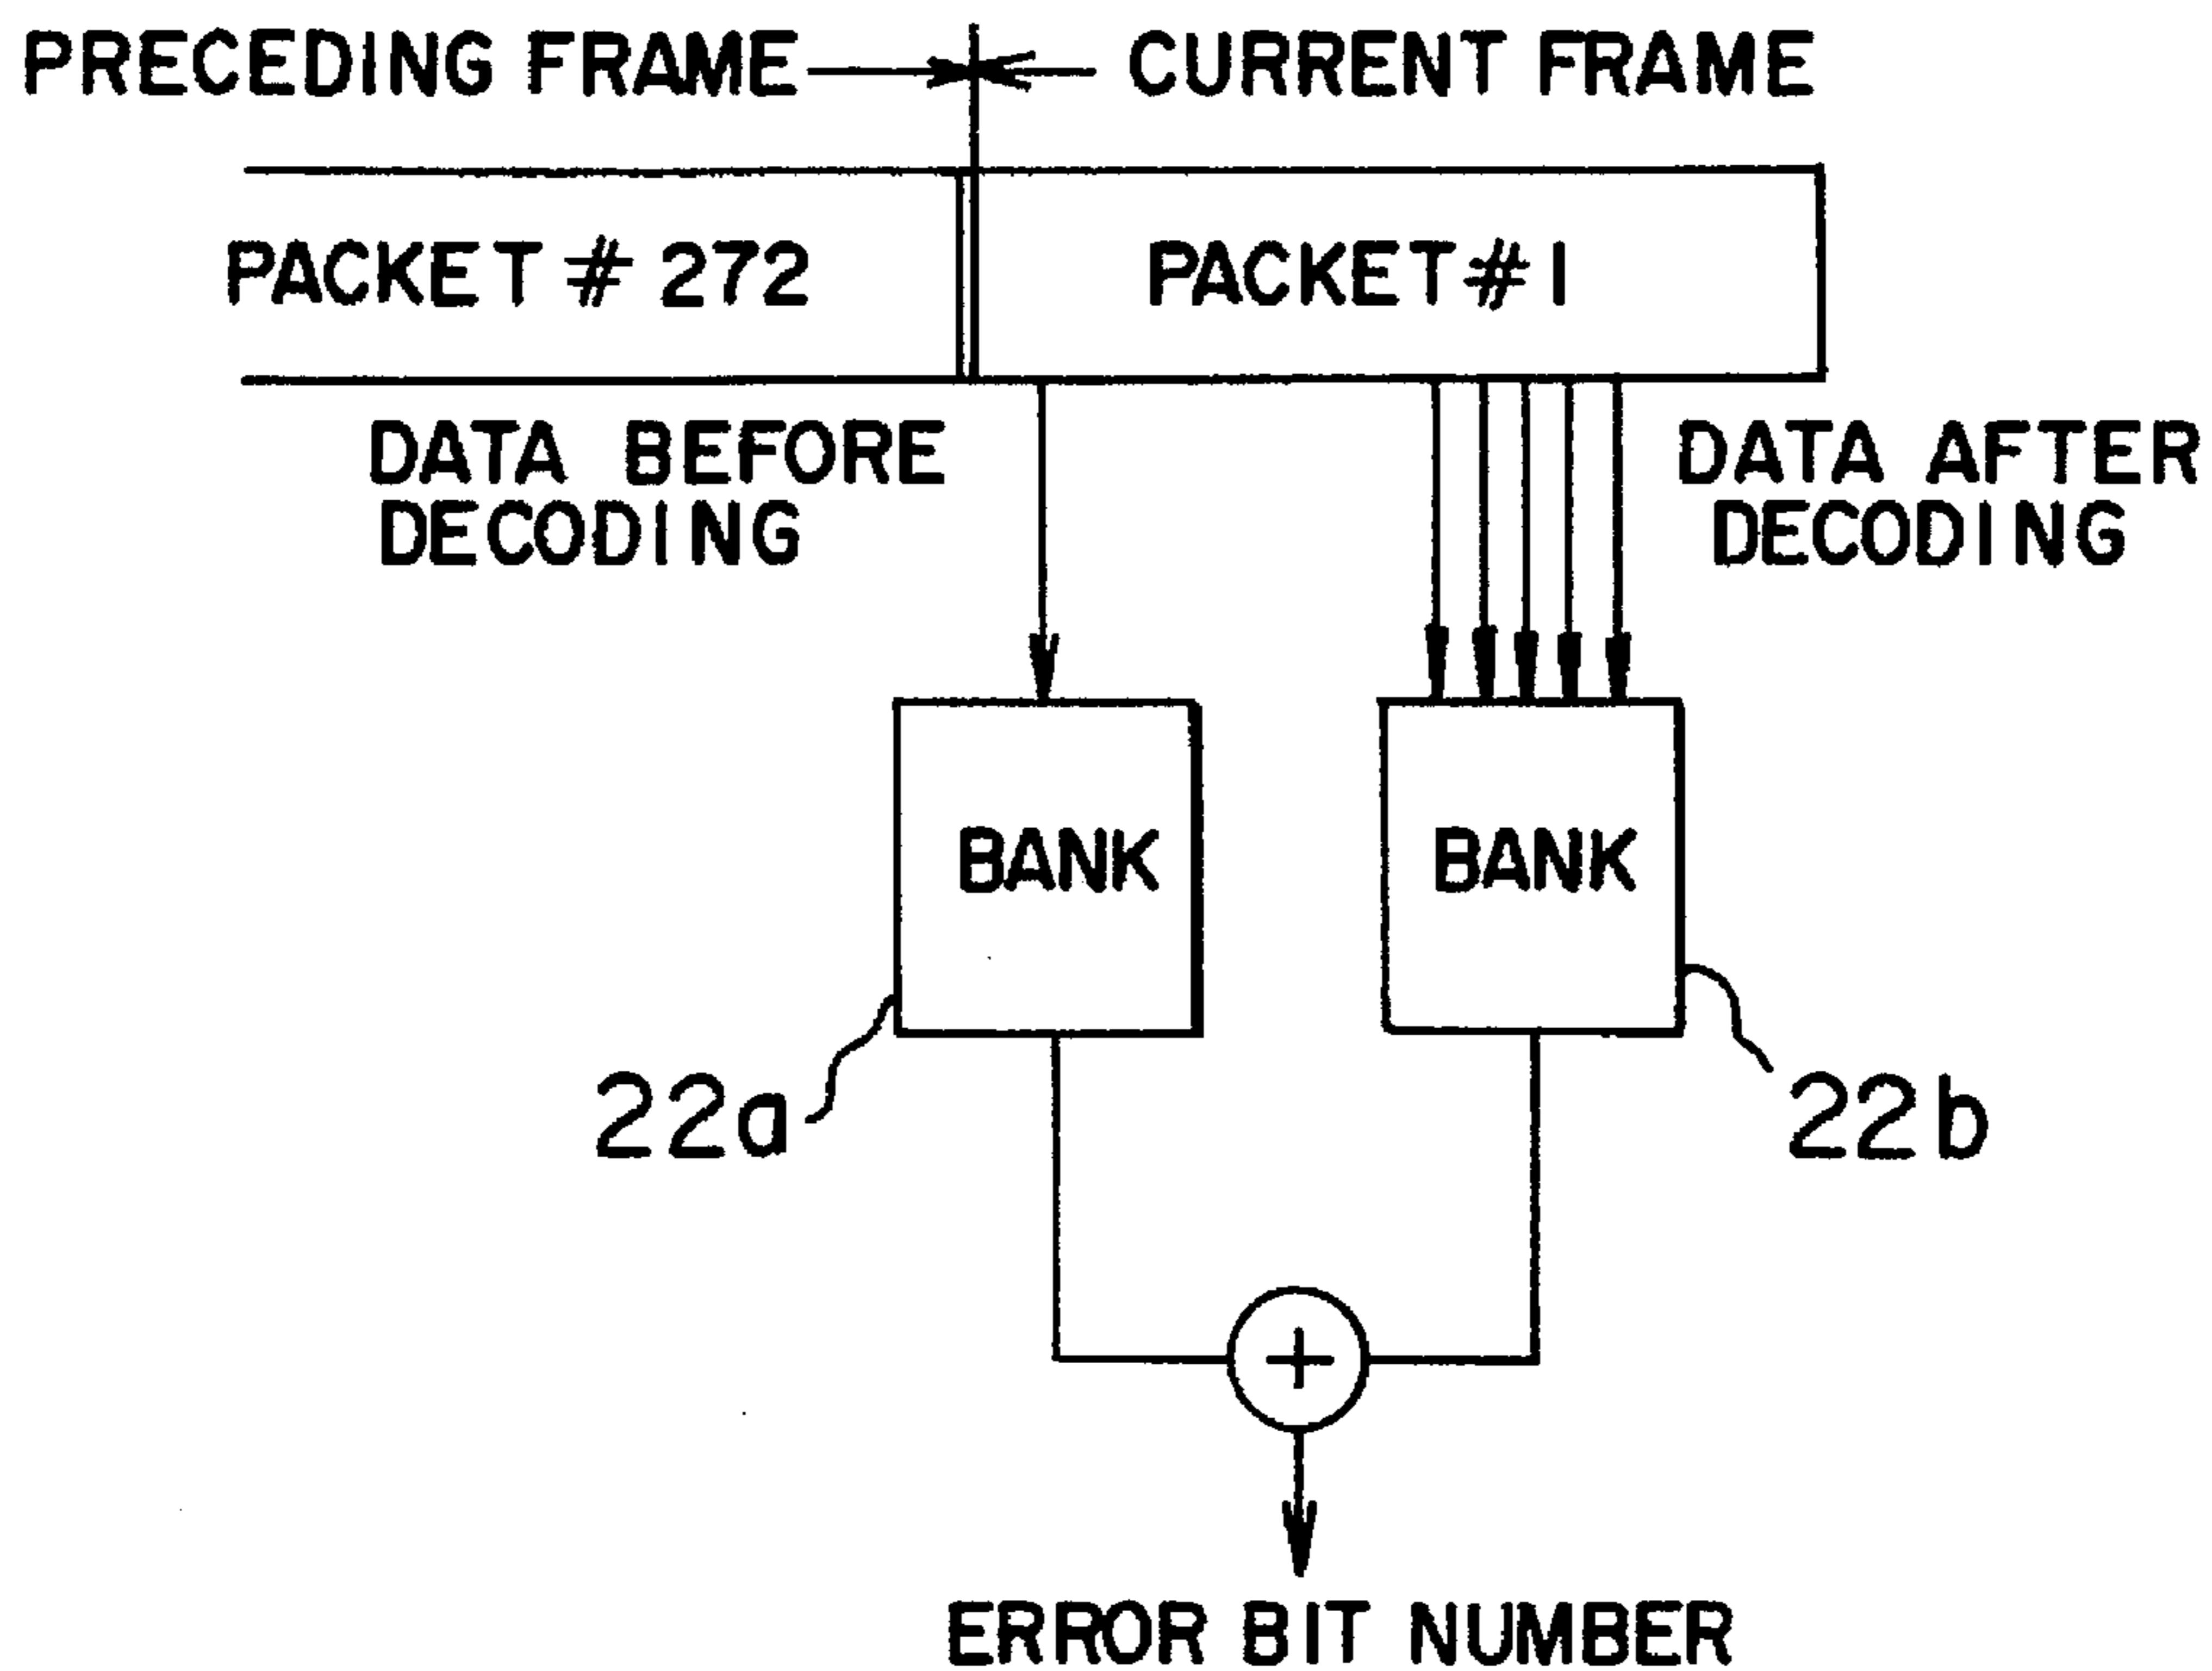 PRECEDING FRAME
CURRENT FRAME
PACKET # 272
PACKET # 1
DATA BEFORE
DECODING
DATA AFTER
DECODING
BANK
BANK
22a
22b
+
ERROR BIT NUMBER